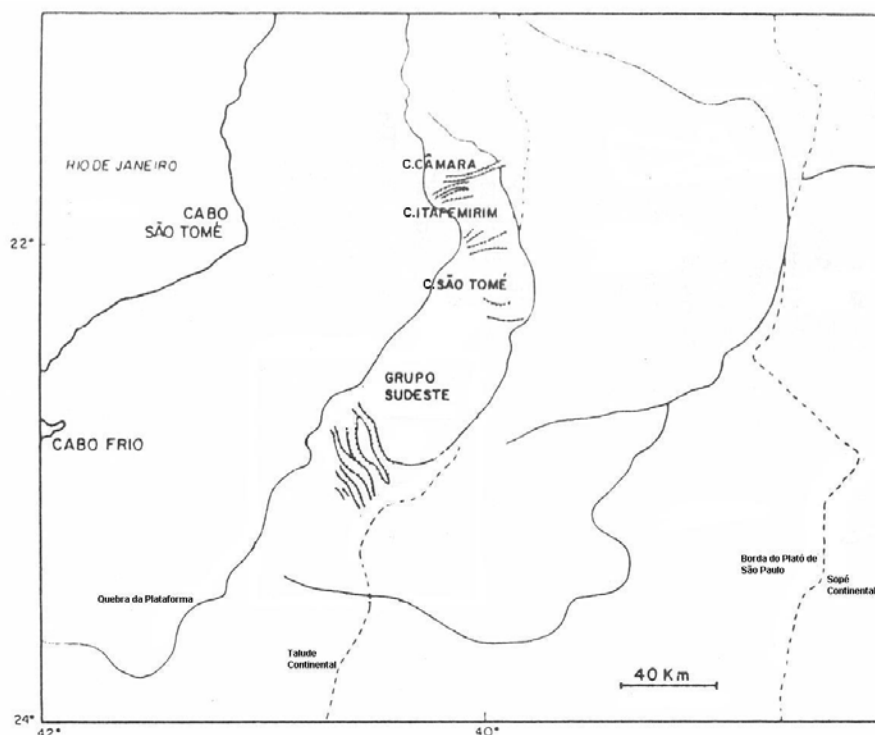 C.CÂMARA
RIO DE JANEIRO
CABO
SÃO TOMÉ
C.ITAPEMIRIM
22°
C.SÃO TOMÉ
GRUPO
SUDESTE
CABO FRIO
Borda do Platô de
São Paulo
Sopé
Continental
Quebra da Plataforma
Talude
Continental
40 Km
24°
42°
40°